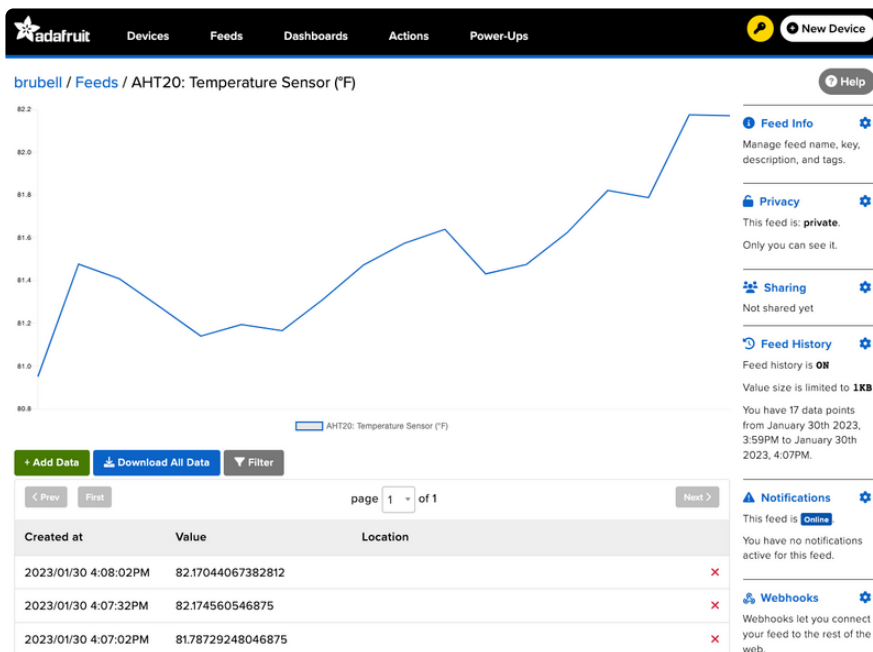 adafruit Devices Feeds Dashboards Actions Power-Ups New Device
brubell / Feeds / AHT20: Temperature Sensor (°F)
Help
82.2
82.0
81.8
81.6
81.4
81.2
81.0
80.8
AHT20: Temperature Sensor (°F)
+ Add Data Download All Data Filter
< Prev First page 1 of 1 Next >
Created at Value Location
2023/01/30 4:08:02PM 82.17044067382812 ×
2023/01/30 4:07:32PM 82.174560546875 ×
2023/01/30 4:07:02PM 81.78729248046875 ×
Feed Info
Manage feed name, key,
description, and tags.
Privacy
This feed is: private.
Only you can see it.
Sharing
Not shared yet
Feed History
Feed history is ON
Value size is limited to 1KB
You have 17 data points
from January 30th 2023,
3:59PM to January 30th
2023, 4:07PM.
Notifications
This feed is Online.
You have no notifications
active for this feed.
Webhooks
Webhooks let you connect
your feed to the rest of the
web.